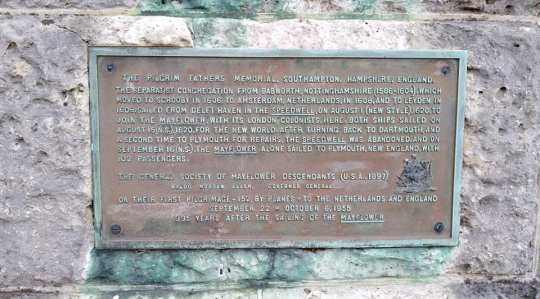 THE PILGRIM FATHERS MEMORIAL, SOUTHAMPTON, HAMPSHIRE, ENGLAND
THE SEPARATIST CONGREGATION FROM BABWORTH, NOTTINGHAMSHIRE (1586-1604), WHICH
MOVED TO SCROOBY IN 1606, TO AMSTERDAM, NETHERLANDS, IN 1608, AND TO LEYDEN IN
1609, SAILED FROM DELFT HAVEN IN THE SPEEDWELL, ON AUGUST 1 (NEW STYLE), 1620, TO
JOIN THE MAYFLOWER WITH ITS LONDON COLONISTS, HERE. BOTH SHIPS SAILED ON
AUGUST 15 (N.S.), 1620, FOR THE NEW WORLD. AFTER TURNING BACK TO DARTMOUTH, AND
A SECOND TIME TO PLYMOUTH FOR REPAIRS, THE SPEEDWELL WAS ABANDONED, AND ON
SEPTEMBER 16 (N.S.), THE MAYFLOWER ALONE SAILED TO PLYMOUTH, NEW ENGLAND, WITH
102 PASSENGERS.
THE GENERAL SOCIETY OF MAYFLOWER DESCENDANTS (U.S.A., 1897)
WALDO MORGAN ALLEN, GOVERNOR GENERAL
ON THEIR FIRST PILGRIMAGE - 152, BY PLANES - TO THE NETHERLANDS AND ENGLAND
SEPTEMBER 22 - OCTOBER 6, 1955
335 YEARS AFTER THE SAILING OF THE MAYFLOWER